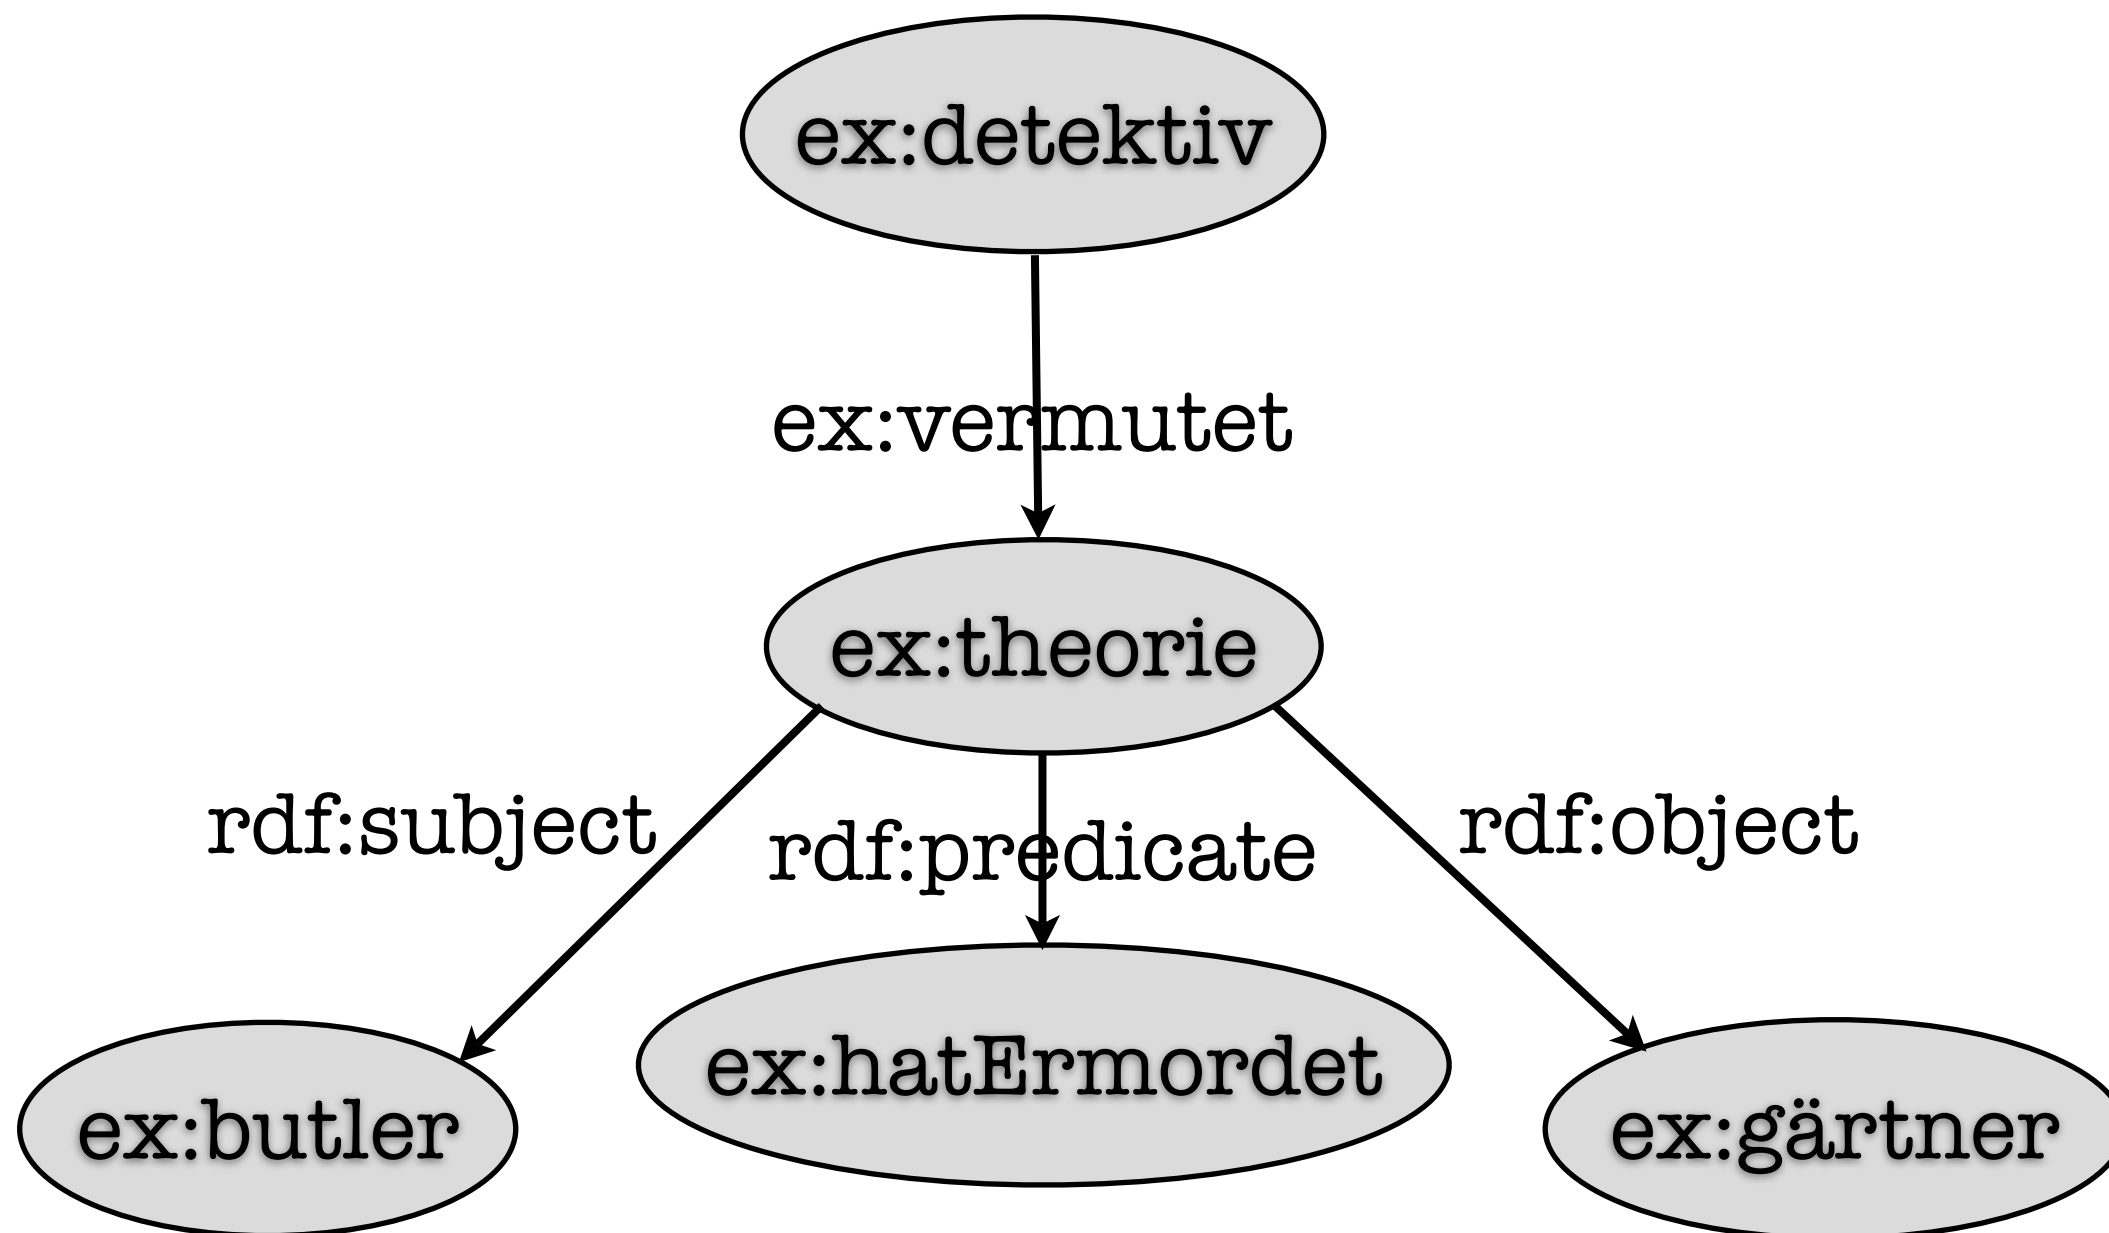 ex:detektiv
ex:vermutet
ex:theorie
rdf:subject
rdf:predicate
rdf:object
ex:butler
ex:hatErmordet
ex:gärtner